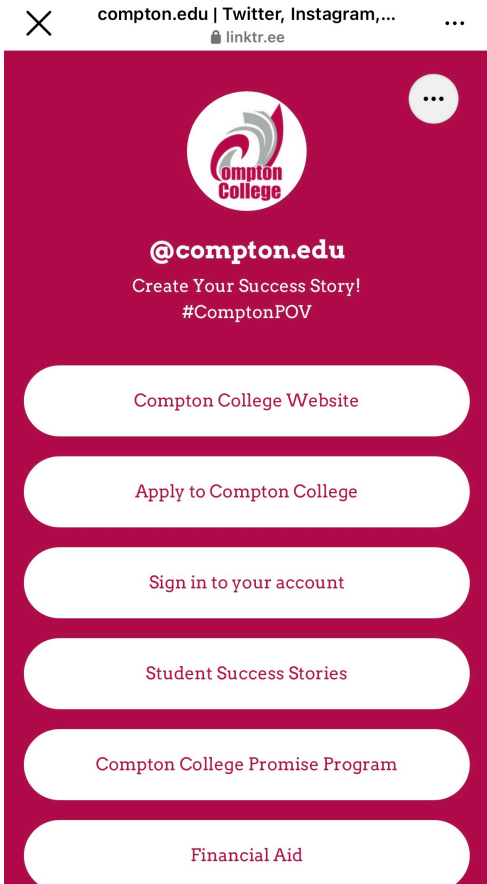 compton.edu | Twitter, Instagram,...
linktr.ee
Compton
College
@compton.edu
Create Your Success Story!
#ComptonPOV
Compton College Website
Apply to Compton College
Sign in to your account
Student Success Stories
Compton College Promise Program
Financial Aid